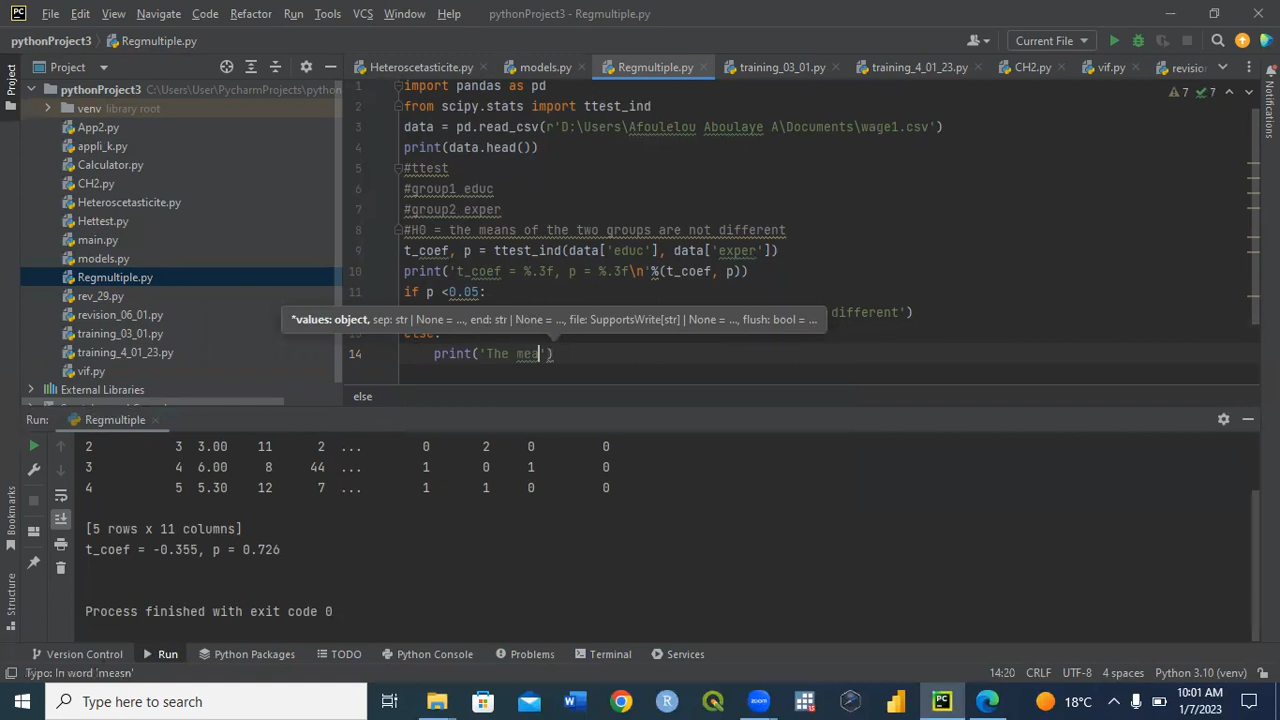 PC File Edit View Navigate Code Refactor Run Tools VCS Window Help pythonProject3 - Regmultiple.py
pythonProject3 Regmultiple.py Current File
Project Heteroscetasticite.py models.py Regmultiple.py training_03_01.py training_4_01_23.py CH2.py vif.py revision
Project
Notifications
pythonProject3 C:\Users\User\PycharmProjects\python
venv library root
App2.py
appli_k.py
Calculator.py
CH2.py
Heteroscetasticite.py
Hettest.py
main.py
models.py
Regmultiple.py
rev_29.py
revision_06_01.py
training_03_01.py
training_4_01_23.py
vif.py
External Libraries
7 7
1 import pandas as pd
2 from scipy.stats import ttest_ind
3 data = pd.read_csv(r'D:\Users\Afoulelou Aboulaye A\Documents\wage1.csv')
4 print(data.head())
5 #ttest
6 #group1 educ
7 #group2 exper
8 #H0 = the means of the two groups are not different
9 t_coef, p = ttest_ind(data['educ'], data['exper'])
10 print('t_coef = %.3f, p = %.3f\n'%(t_coef, p))
11 if p <0.05:
different')
*values: object, sep: str | None = ..., end: str | None = ..., file: SupportsWrite[str] | None = ..., flush: bool = ...
else:
14 print('The mea')
else
Run: Regmultiple
2 3 3.00 11 2 ... 0 2 0 0
3 4 6.00 8 44 ... 1 0 1 0
4 5 5.30 12 7 ... 1 1 0 0
[5 rows x 11 columns]
t_coef = -0.355, p = 0.726
Process finished with exit code 0
Bookmarks
Structure
Version Control Run Python Packages TODO Python Console Problems Terminal Services
Typo: In word 'measn' 14:20 CRLF UTF-8 4 spaces Python 3.10 (venv)
Type here to search
zoom
18°C
8:01 AM
1/7/2023